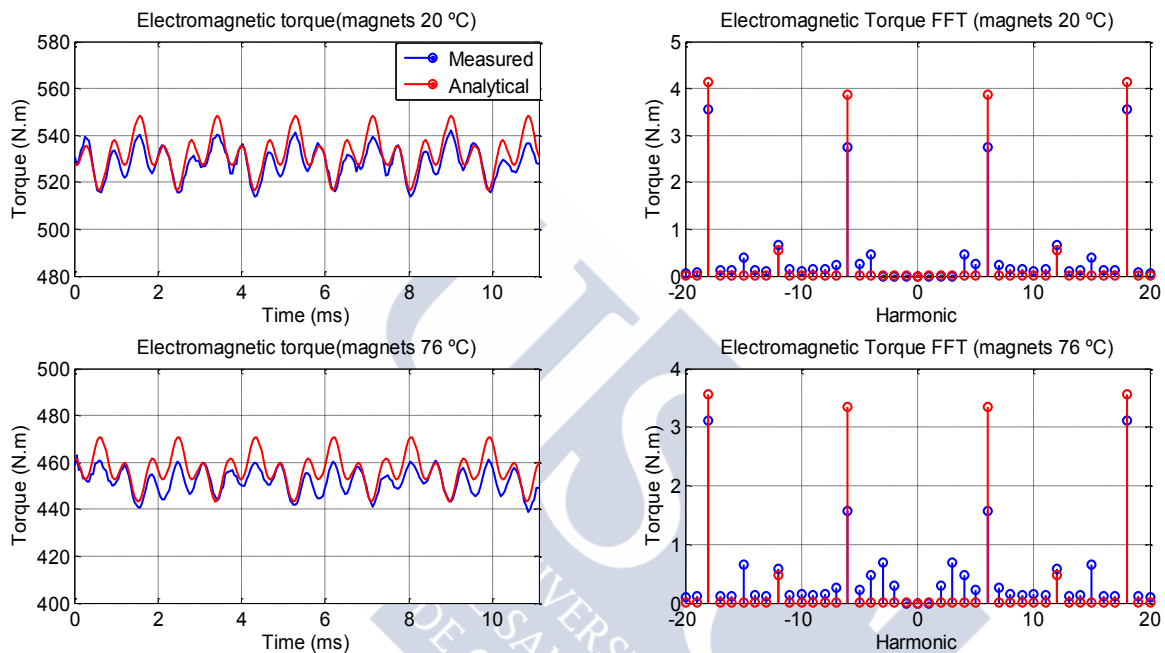 Electromagnetic torque(magnets 20 ºC)
580
560
540
520
500
480
Torque (N.m)
0 2 4 6 8 10
Time (ms)
Measured
Analytical
Electromagnetic Torque FFT (magnets 20 ºC)
5
4
3
2
1
0
Torque (N.m)
-20 -10 0 10 20
Harmonic
Electromagnetic torque(magnets 76 ºC)
500
480
460
440
420
400
Torque (N.m)
0 2 4 6 8 10
Time (ms)
Electromagnetic Torque FFT (magnets 76 ºC)
4
3
2
1
0
Torque (N.m)
-20 -10 0 10 20
Harmonic